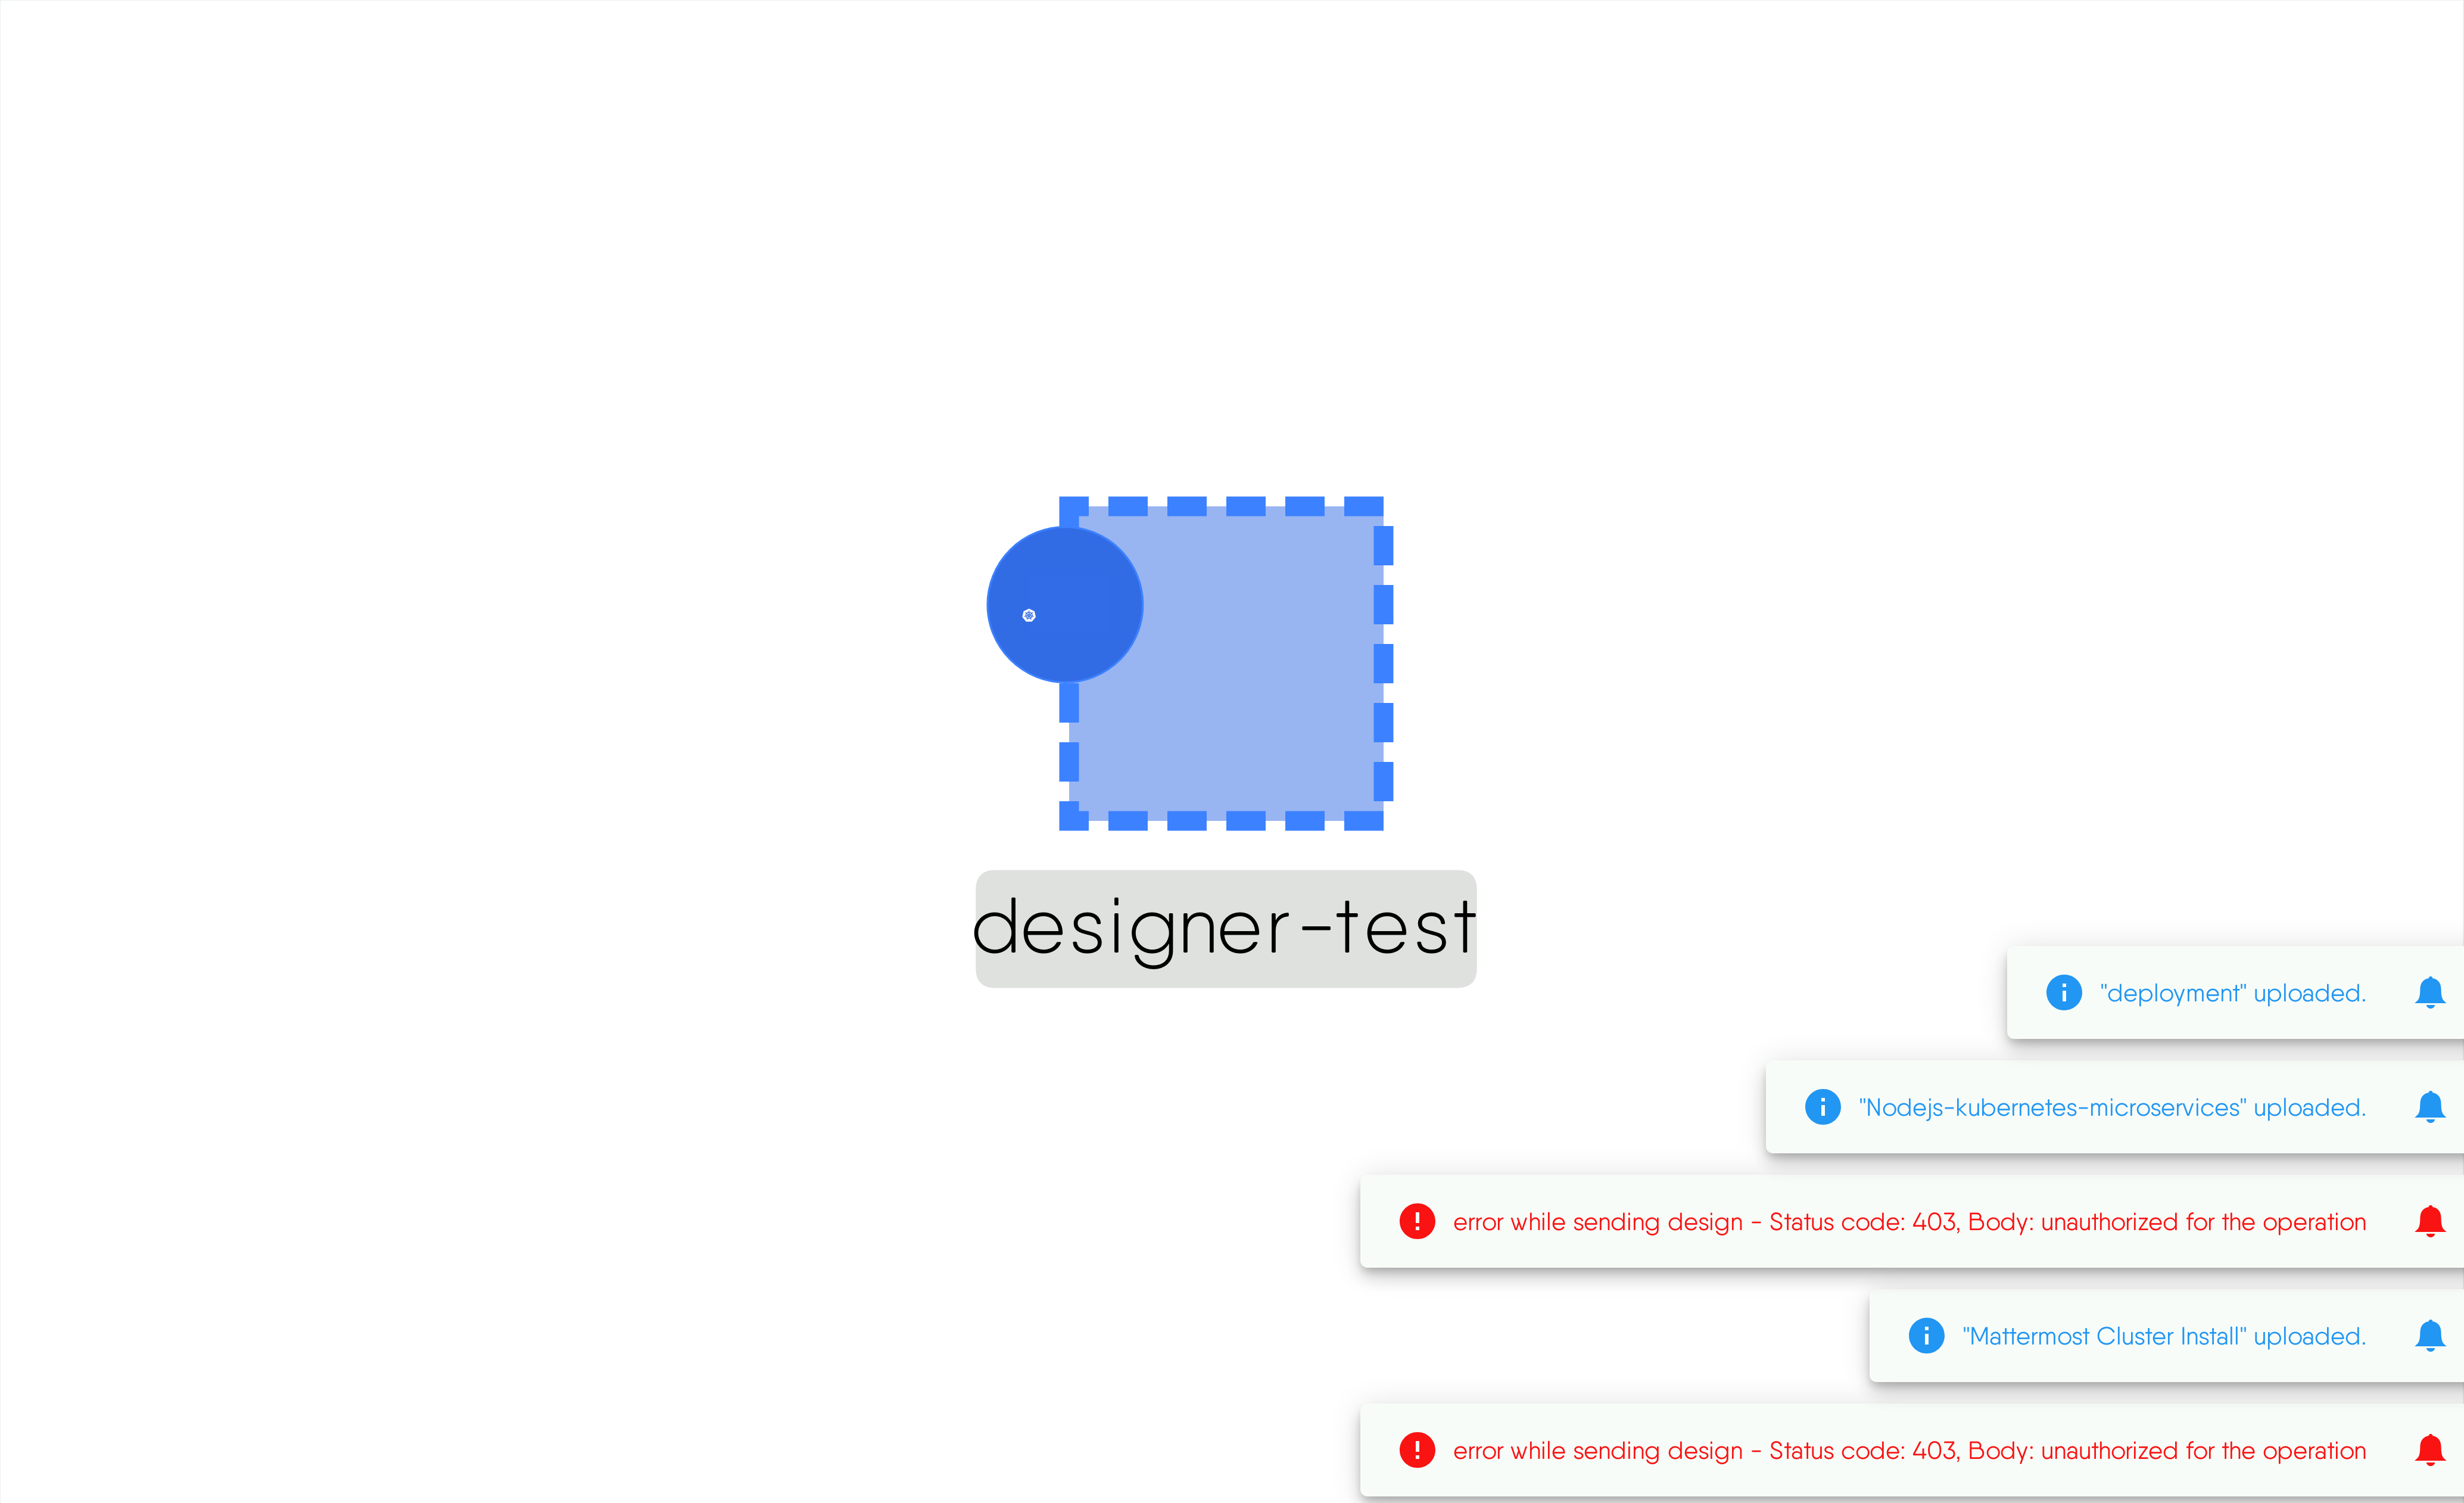 designer-test
"deployment" uploaded.
"Nodejs-kubernetes-microservices" uploaded.
error while sending design - Status code: 403, Body: unauthorized for the operation
"Mattermost Cluster Install" uploaded.
error while sending design - Status code: 403, Body: unauthorized for the operation